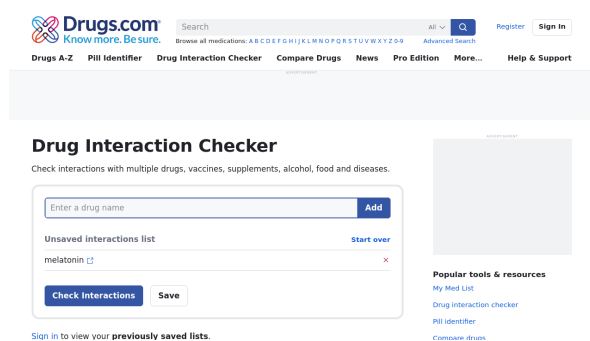 Drugs.com®
Know more. Be sure.
Search
All
Register
Sign In
Browse all medications: A B C D E F G H I J K L M N O P Q R S T U V W X Y Z 0-9
Advanced Search
Drugs A-Z Pill Identifier Drug Interaction Checker Compare Drugs News Pro Edition More... Help & Support
ADVERTISEMENT
ADVERTISEMENT
Drug Interaction Checker
Check interactions with multiple drugs, vaccines, supplements, alcohol, food and diseases.
Enter a drug name
Add
Unsaved interactions list
Start over
melatonin
Check Interactions
Save
Sign in to view your previously saved lists.
Popular tools & resources
My Med List
Drug interaction checker
Pill identifier
Compare drugs